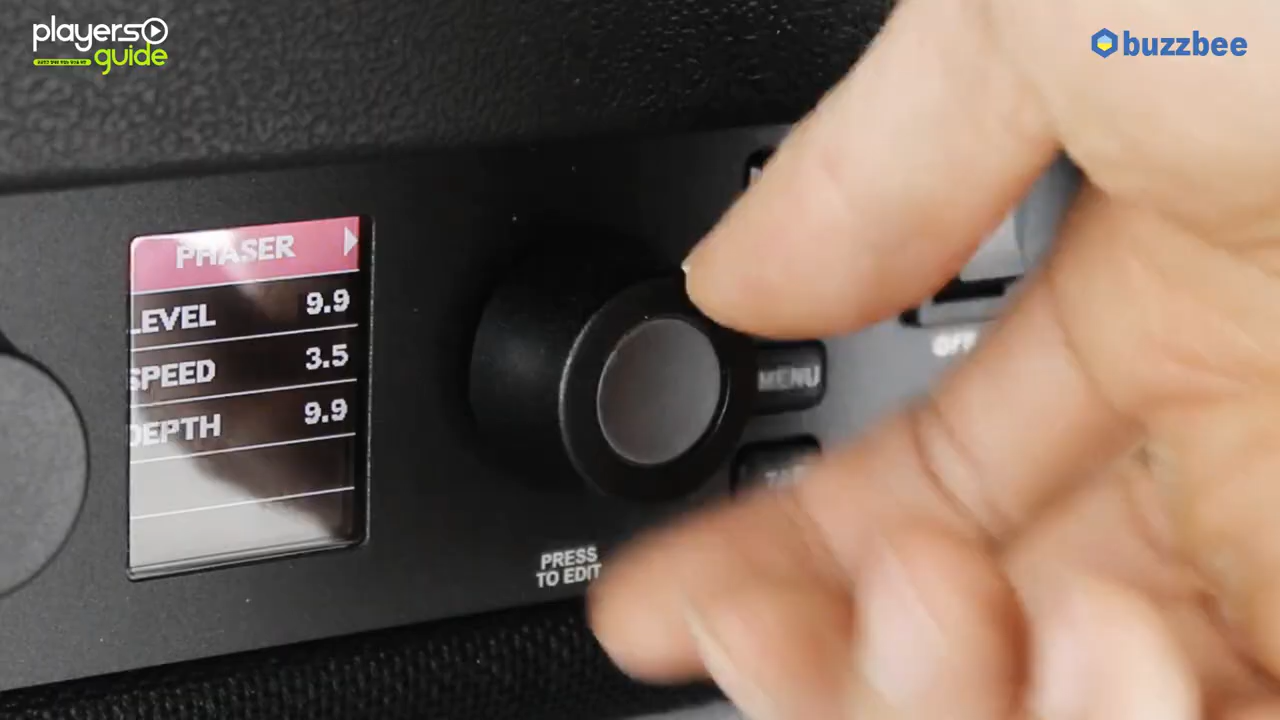 players
guide
buzzbee
PHASER
LEVEL 9.9
SPEED 3.5
DEPTH 9.9
MENU
OFF
PRESS
TO EDIT